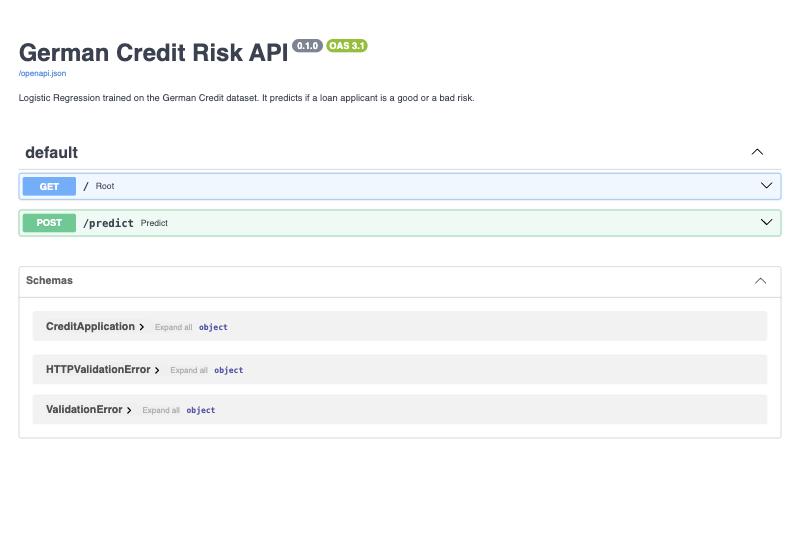 German Credit Risk API 0.1.0 OAS 3.1
/openapi.json
Logistic Regression trained on the German Credit dataset. It predicts if a loan applicant is a good or a bad risk.
default
GET / Root
POST /predict Predict
Schemas
CreditApplication Expand all object
HTTPValidationError Expand all object
ValidationError Expand all object